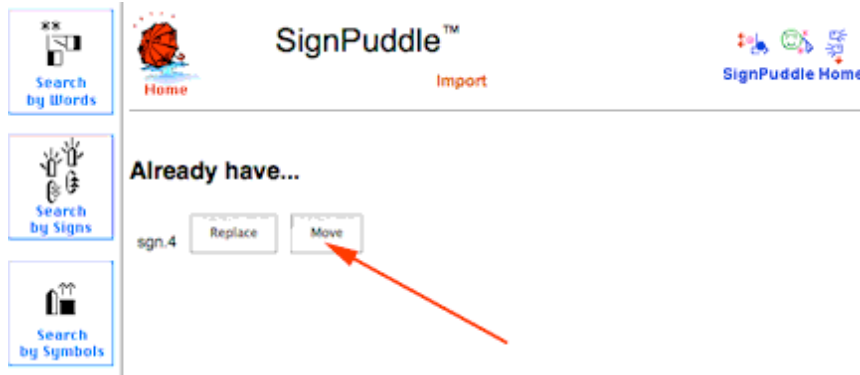 Search
by Words
Search
by Signs
Search
by Symbols
Home
SignPuddle™
Import
SignPuddle Home
Already have...
sgn.4 Replace Move